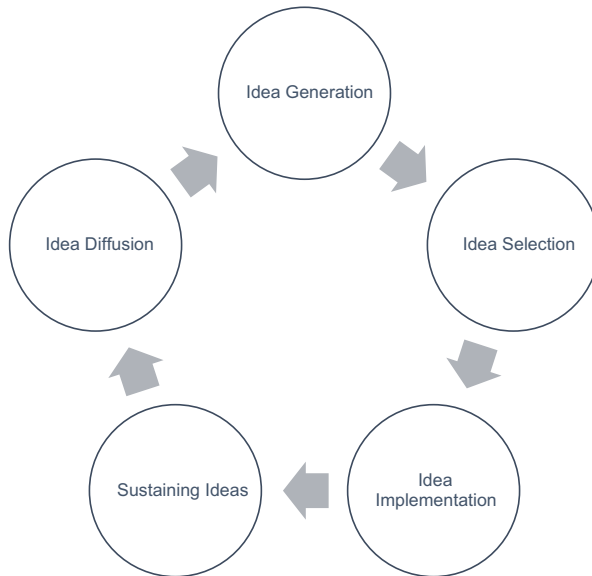 Idea Generation
Idea Selection
Idea
Implementation
Sustaining Ideas
Idea Diffusion